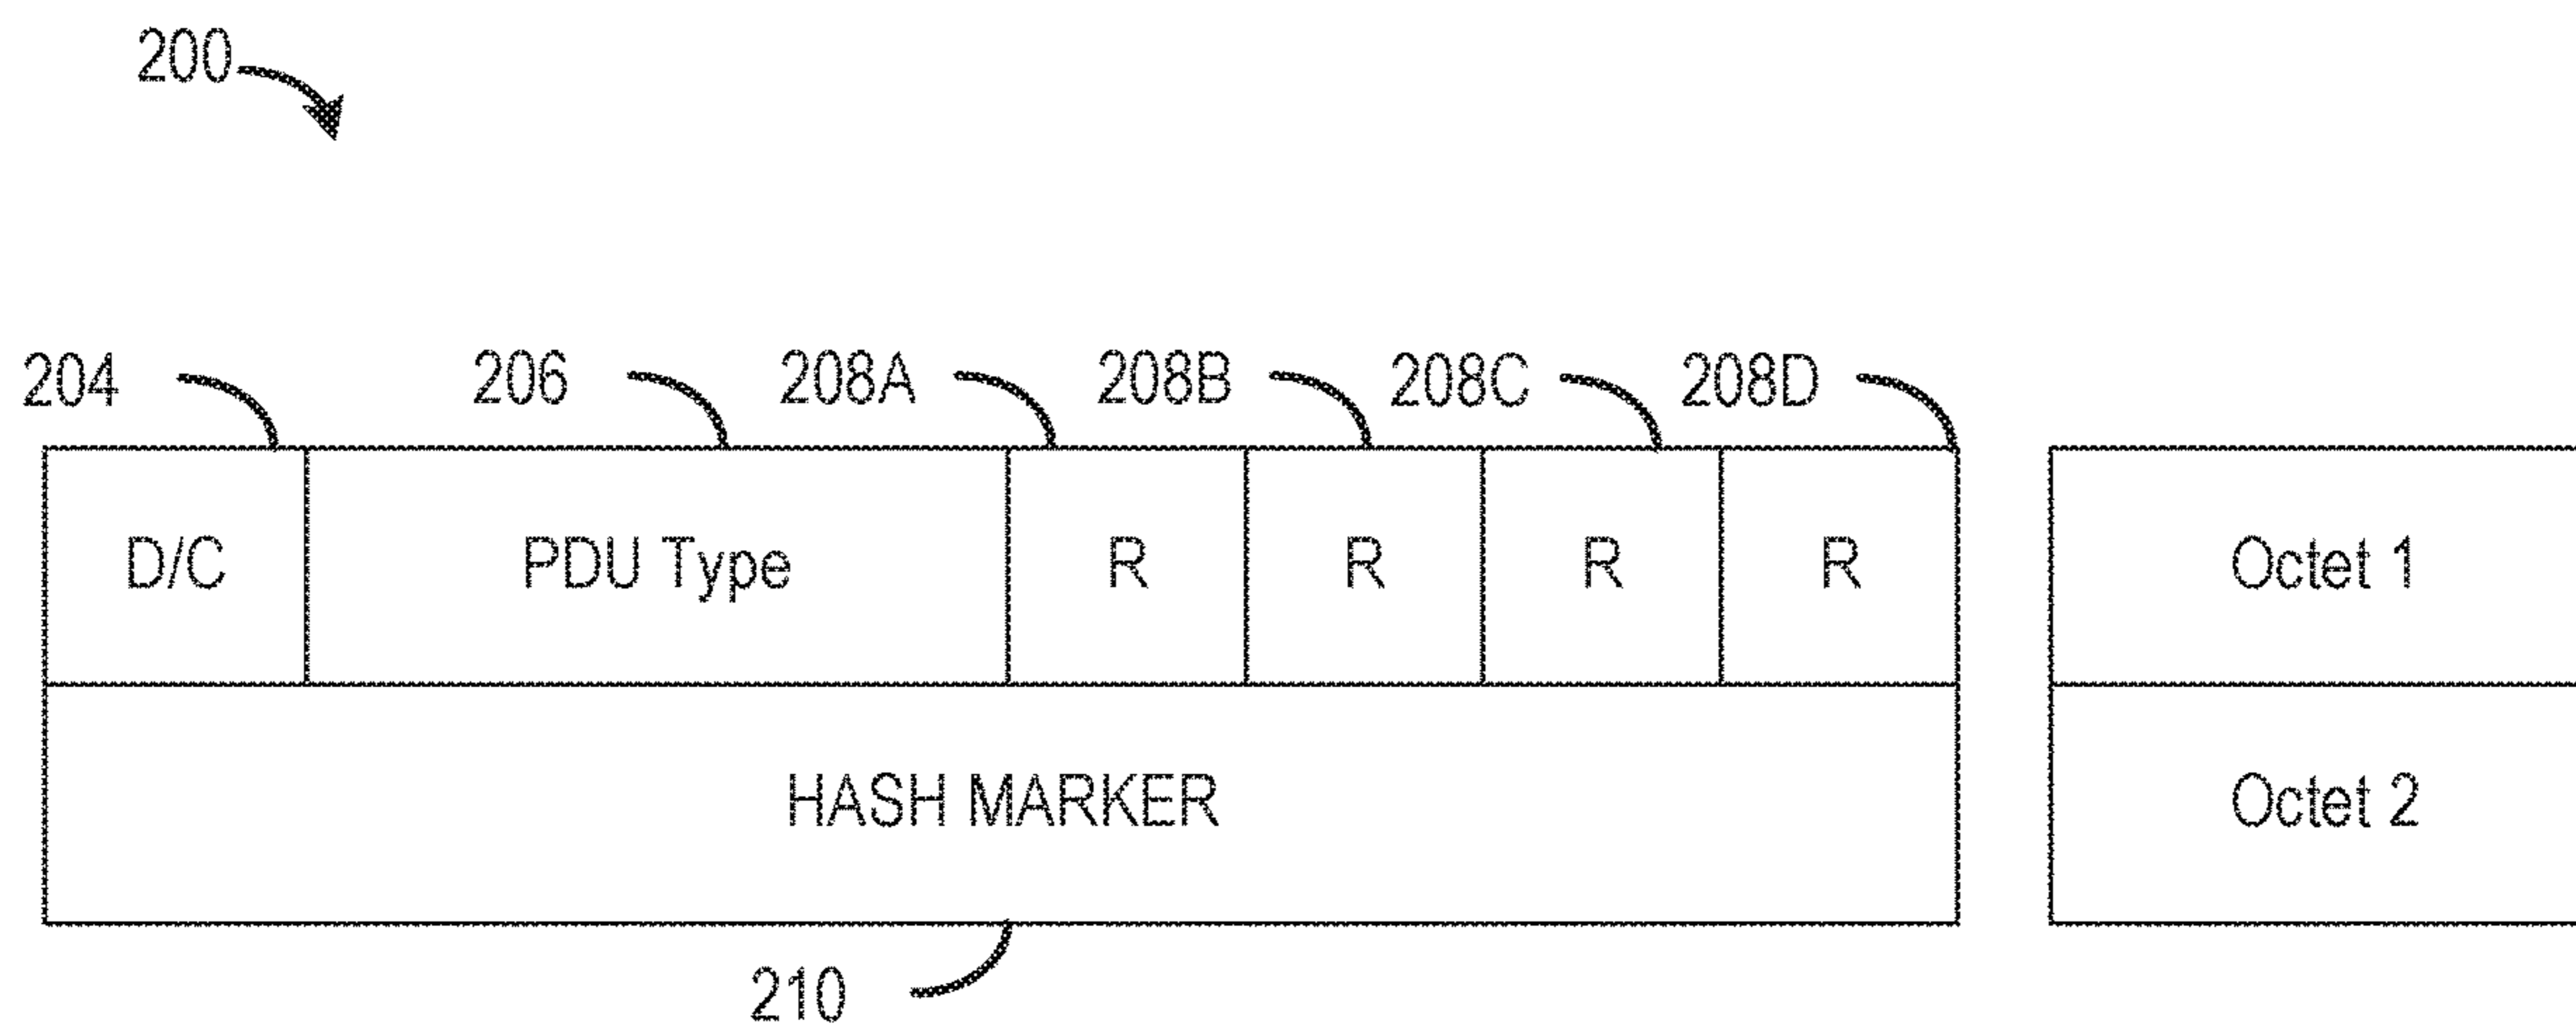 200
204 206 208A 208B 208C 208D
D/C PDU Type R R R R Octet 1
HASH MARKER Octet 2
210